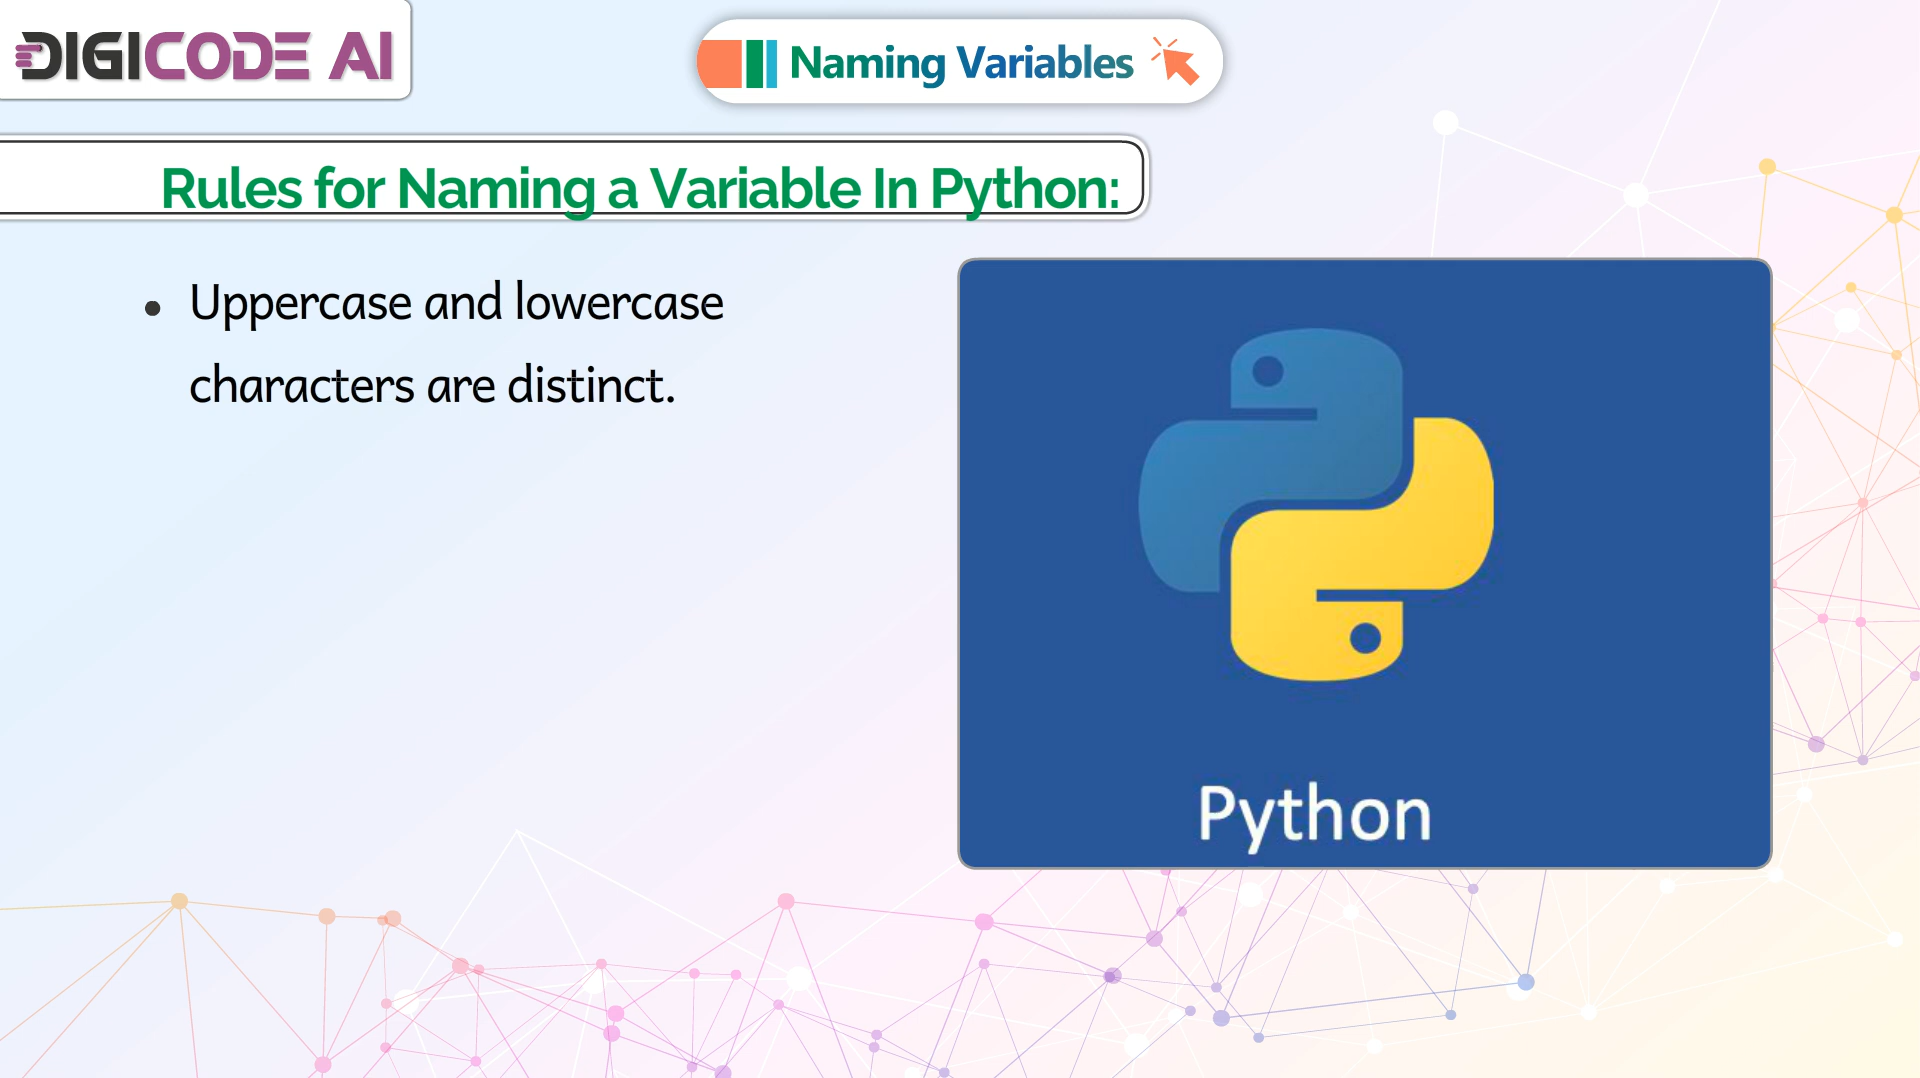 DIGICODE AI
Naming Variables
Rules for Naming a Variable In Python:
• Uppercase and lowercase
characters are distinct.
Python